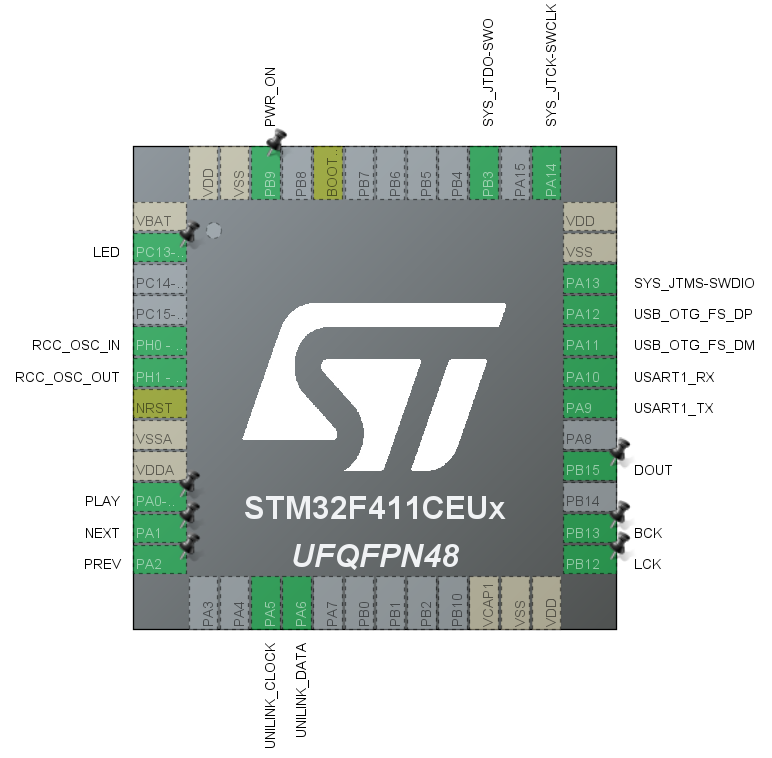 PWR_ON
SYS_JTDO-SWO
SYS_JTCK-SWCLK
VDD
VSS
PB9
PB8
BOOT...
PB7
PB6
PB5
PB4
PB3
PA15
PA14
VBAT
LED
PC13-...
PC14-...
PC15-...
RCC_OSC_IN
PH0 - ...
RCC_OSC_OUT
PH1 - ...
NRST
VSSA
VDDA
PLAY
PA0-...
NEXT
PA1
PREV
PA2
VDD
VSS
PA13
SYS_JTMS-SWDIO
PA12
USB_OTG_FS_DP
PA11
USB_OTG_FS_DM
PA10
USART1_RX
PA9
USART1_TX
PA8
PB15
DOUT
PB14
PB13
BCK
PB12
LCK
ST
STM32F411CEUx
UFQFPN48
PA3
PA4
PA5
PA6
PA7
PB0
PB1
PB2
PB10
VCAP1
VSS
VDD
UNILINK_CLOCK
UNILINK_DATA